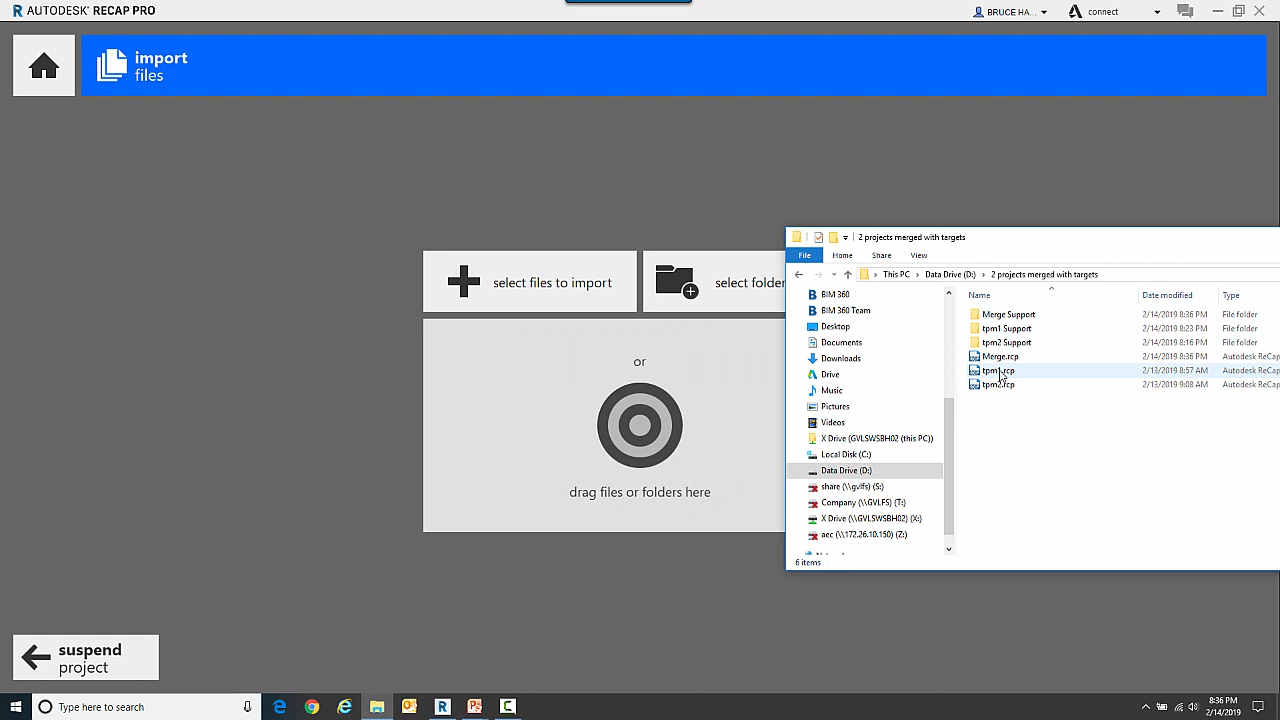 R AUTODESK® RECAP PRO
BRUCE HA...
connect
import
files
select files to import
select folder
or
drag files or folders here
suspend
project
2 projects merged with targets
File Home Share View
This PC > Data Drive (D:) > 2 projects merged with targets
Name Date modified Type
BIM 360
BIM 360 Team
Desktop
Documents
Downloads
Drive
Music
Pictures
Videos
X Drive (GVLSWSBH02 (this PC))
Local Disk (C:)
Data Drive (D:)
share (\\gvlfs) (S:)
Company (\\GVLFS) (T:)
X Drive (\\GVLSWSBH02) (X:)
aec (\\172.26.10.150) (Z:)
Merge Support 2/14/2019 8:36 PM File folder
tpm1 Support 2/14/2019 8:23 PM File folder
tpm2 Support 2/14/2019 8:16 PM File folder
Merge.rcp 2/14/2019 8:36 PM Autodesk ReCap
tpm1.rcp 2/13/2019 8:57 AM Autodesk ReCap
tpm2.rcp 2/13/2019 9:08 AM Autodesk ReCap
6 items
Type here to search
8:36 PM
2/14/2019